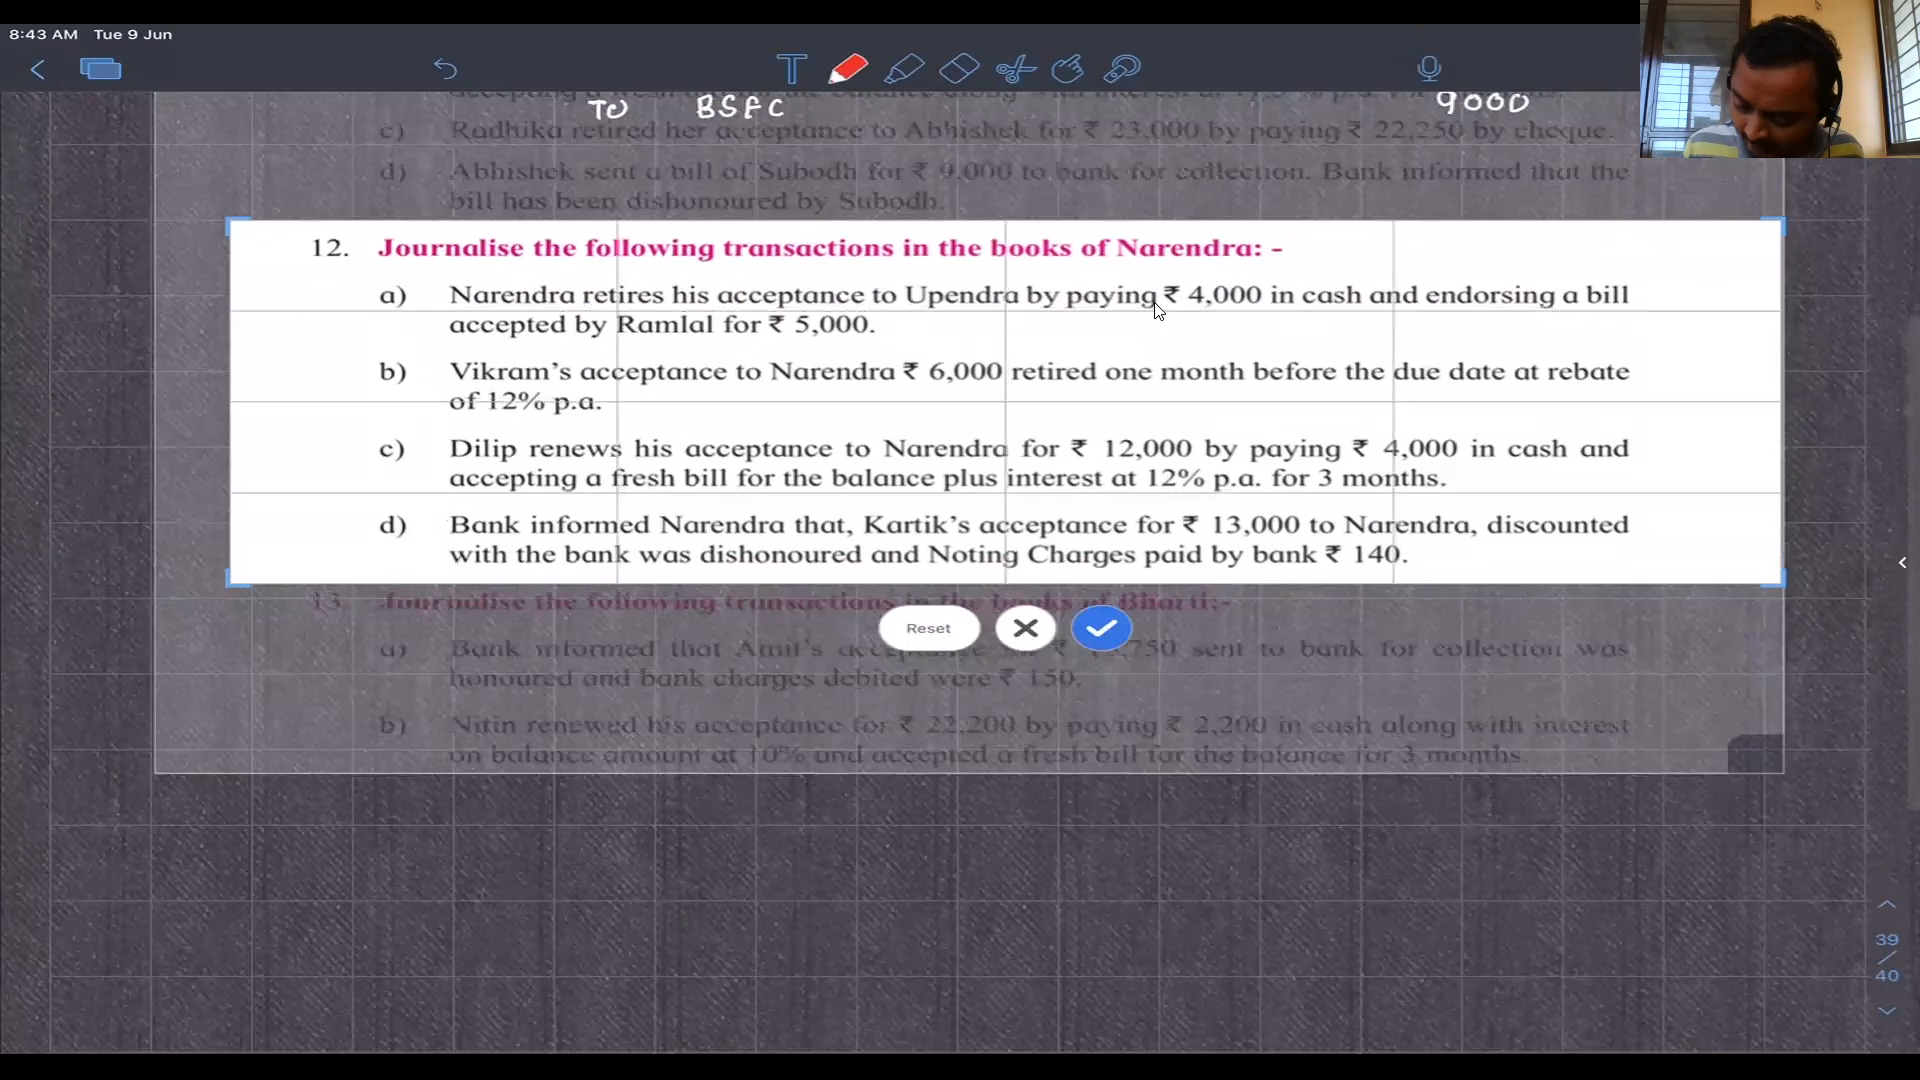 8:43 AM Tue 9 Jun
TO BSFC 9000
c) Radhika retired her acceptance to Abhishek for ₹ 23,000 by paying ₹ 22,250 by cheque.
d) Abhishek sent a bill of Subodh for ₹ 9,000 to bank for collection. Bank informed that the
bill has been dishonoured by Subodh.
12. Journalise the following transactions in the books of Narendra: -
a) Narendra retires his acceptance to Upendra by paying ₹ 4,000 in cash and endorsing a bill
accepted by Ramlal for ₹ 5,000.
b) Vikram's acceptance to Narendra ₹ 6,000 retired one month before the due date at rebate
of 12% p.a.
c) Dilip renews his acceptance to Narendra for ₹ 12,000 by paying ₹ 4,000 in cash and
accepting a fresh bill for the balance plus interest at 12% p.a. for 3 months.
d) Bank informed Narendra that, Kartik's acceptance for ₹ 13,000 to Narendra, discounted
with the bank was dishonoured and Noting Charges paid by bank ₹ 140.
13. Journalise the following transactions in the books of Bharti:-
Reset
a) Bank informed that Amit's ₹ 750 sent to bank for collection was
honoured and bank charges debited were ₹ 150.
b) Nitin renewed his acceptance for ₹ 22,200 by paying ₹ 2,200 in cash along with interest
on balance amount at 10% and accepted a fresh bill for the balance for 3 months.
39
/
40